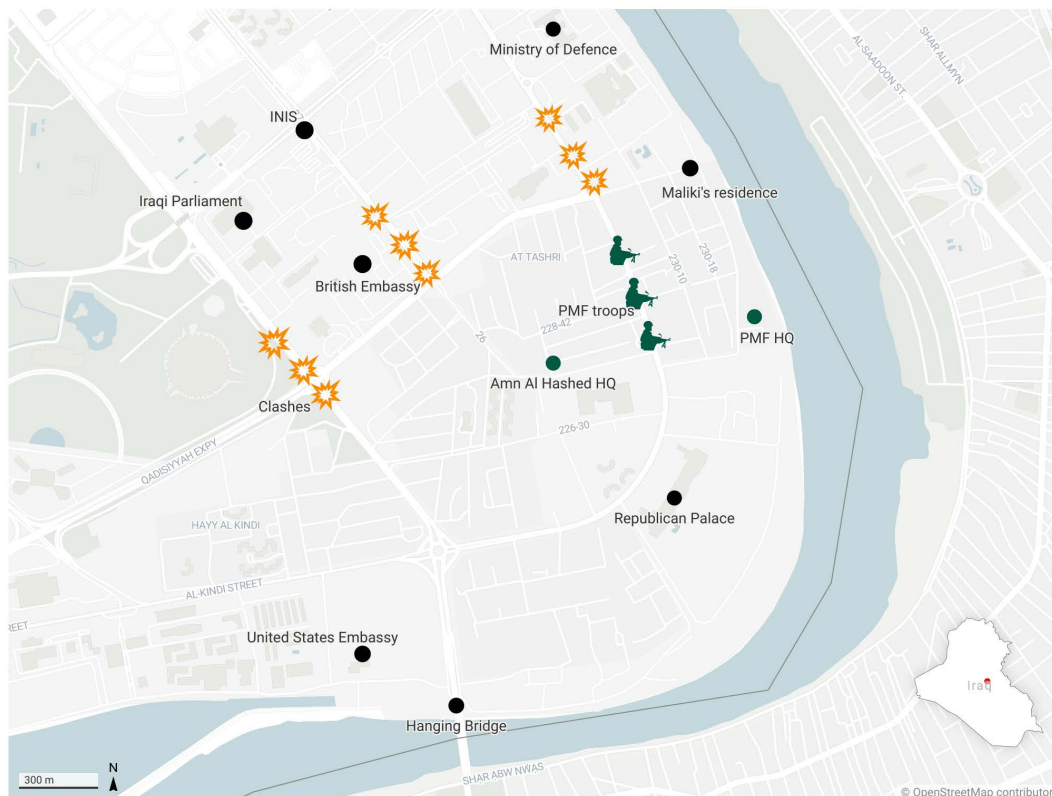 Ministry of Defence
AL-SAADOON ST.
SHAR ALLMYN
INIS
Maliki's residence
Iraqi Parliament
AT TASHRI
230-18
230-10
British Embassy
PMF troops
228-42
26
PMF HQ
Amn Al Hashed HQ
Clashes
226-30
QADISIYYAH EXPY
Republican Palace
HAYY AL KINDI
AL-KINDI STREET
STREET
United States Embassy
Iraq
Hanging Bridge
SHAR ABW NWAS
300 m
N
© OpenStreetMap contributor